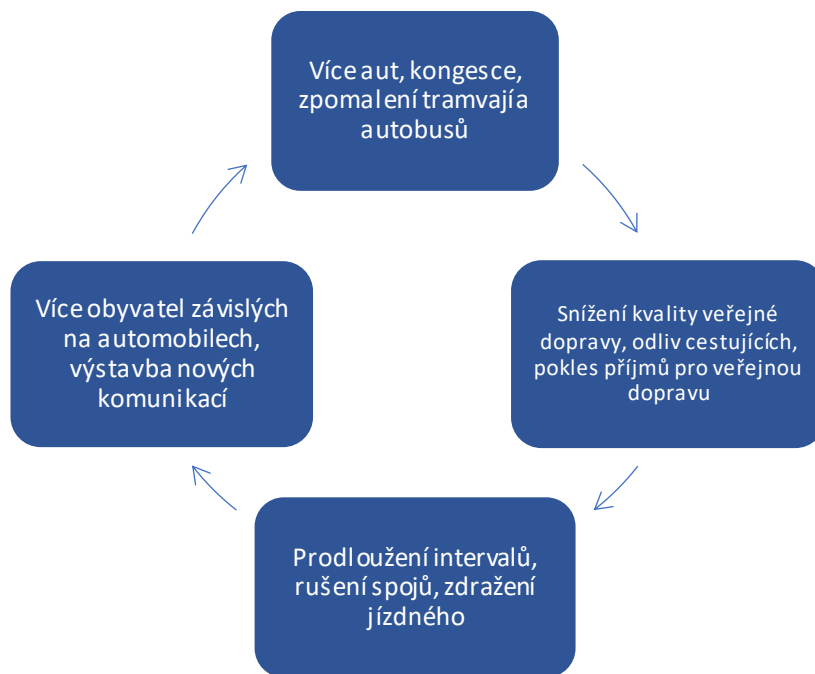 Více aut, kongesce,
zpomalení tramvají a
autobusů
Snížení kvality veřejné
dopravy, odliv cestujících,
pokles příjmů pro veřejnou
dopravu
Prodloužení intervalů,
rušení spojů, zdražení
jízdného
Více obyvatel závislých
na automobilech,
výstavba nových
komunikací